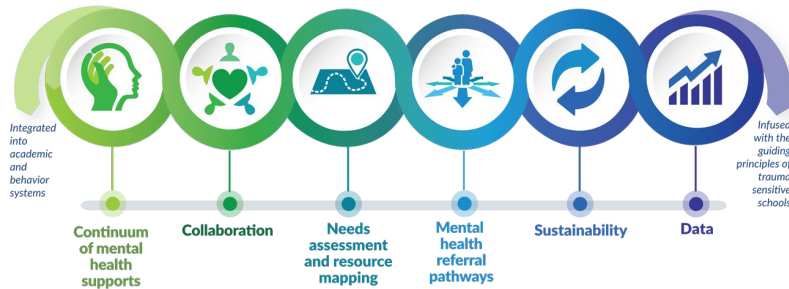 Integrated
into
academic
and
behavior
systems
Continuum
of mental
health
supports
Collaboration
Needs
assessment
and resource
mapping
Mental
health
referral
pathways
Sustainability
Data
Infused
with the
guiding
principles of
trauma
sensitive
schools